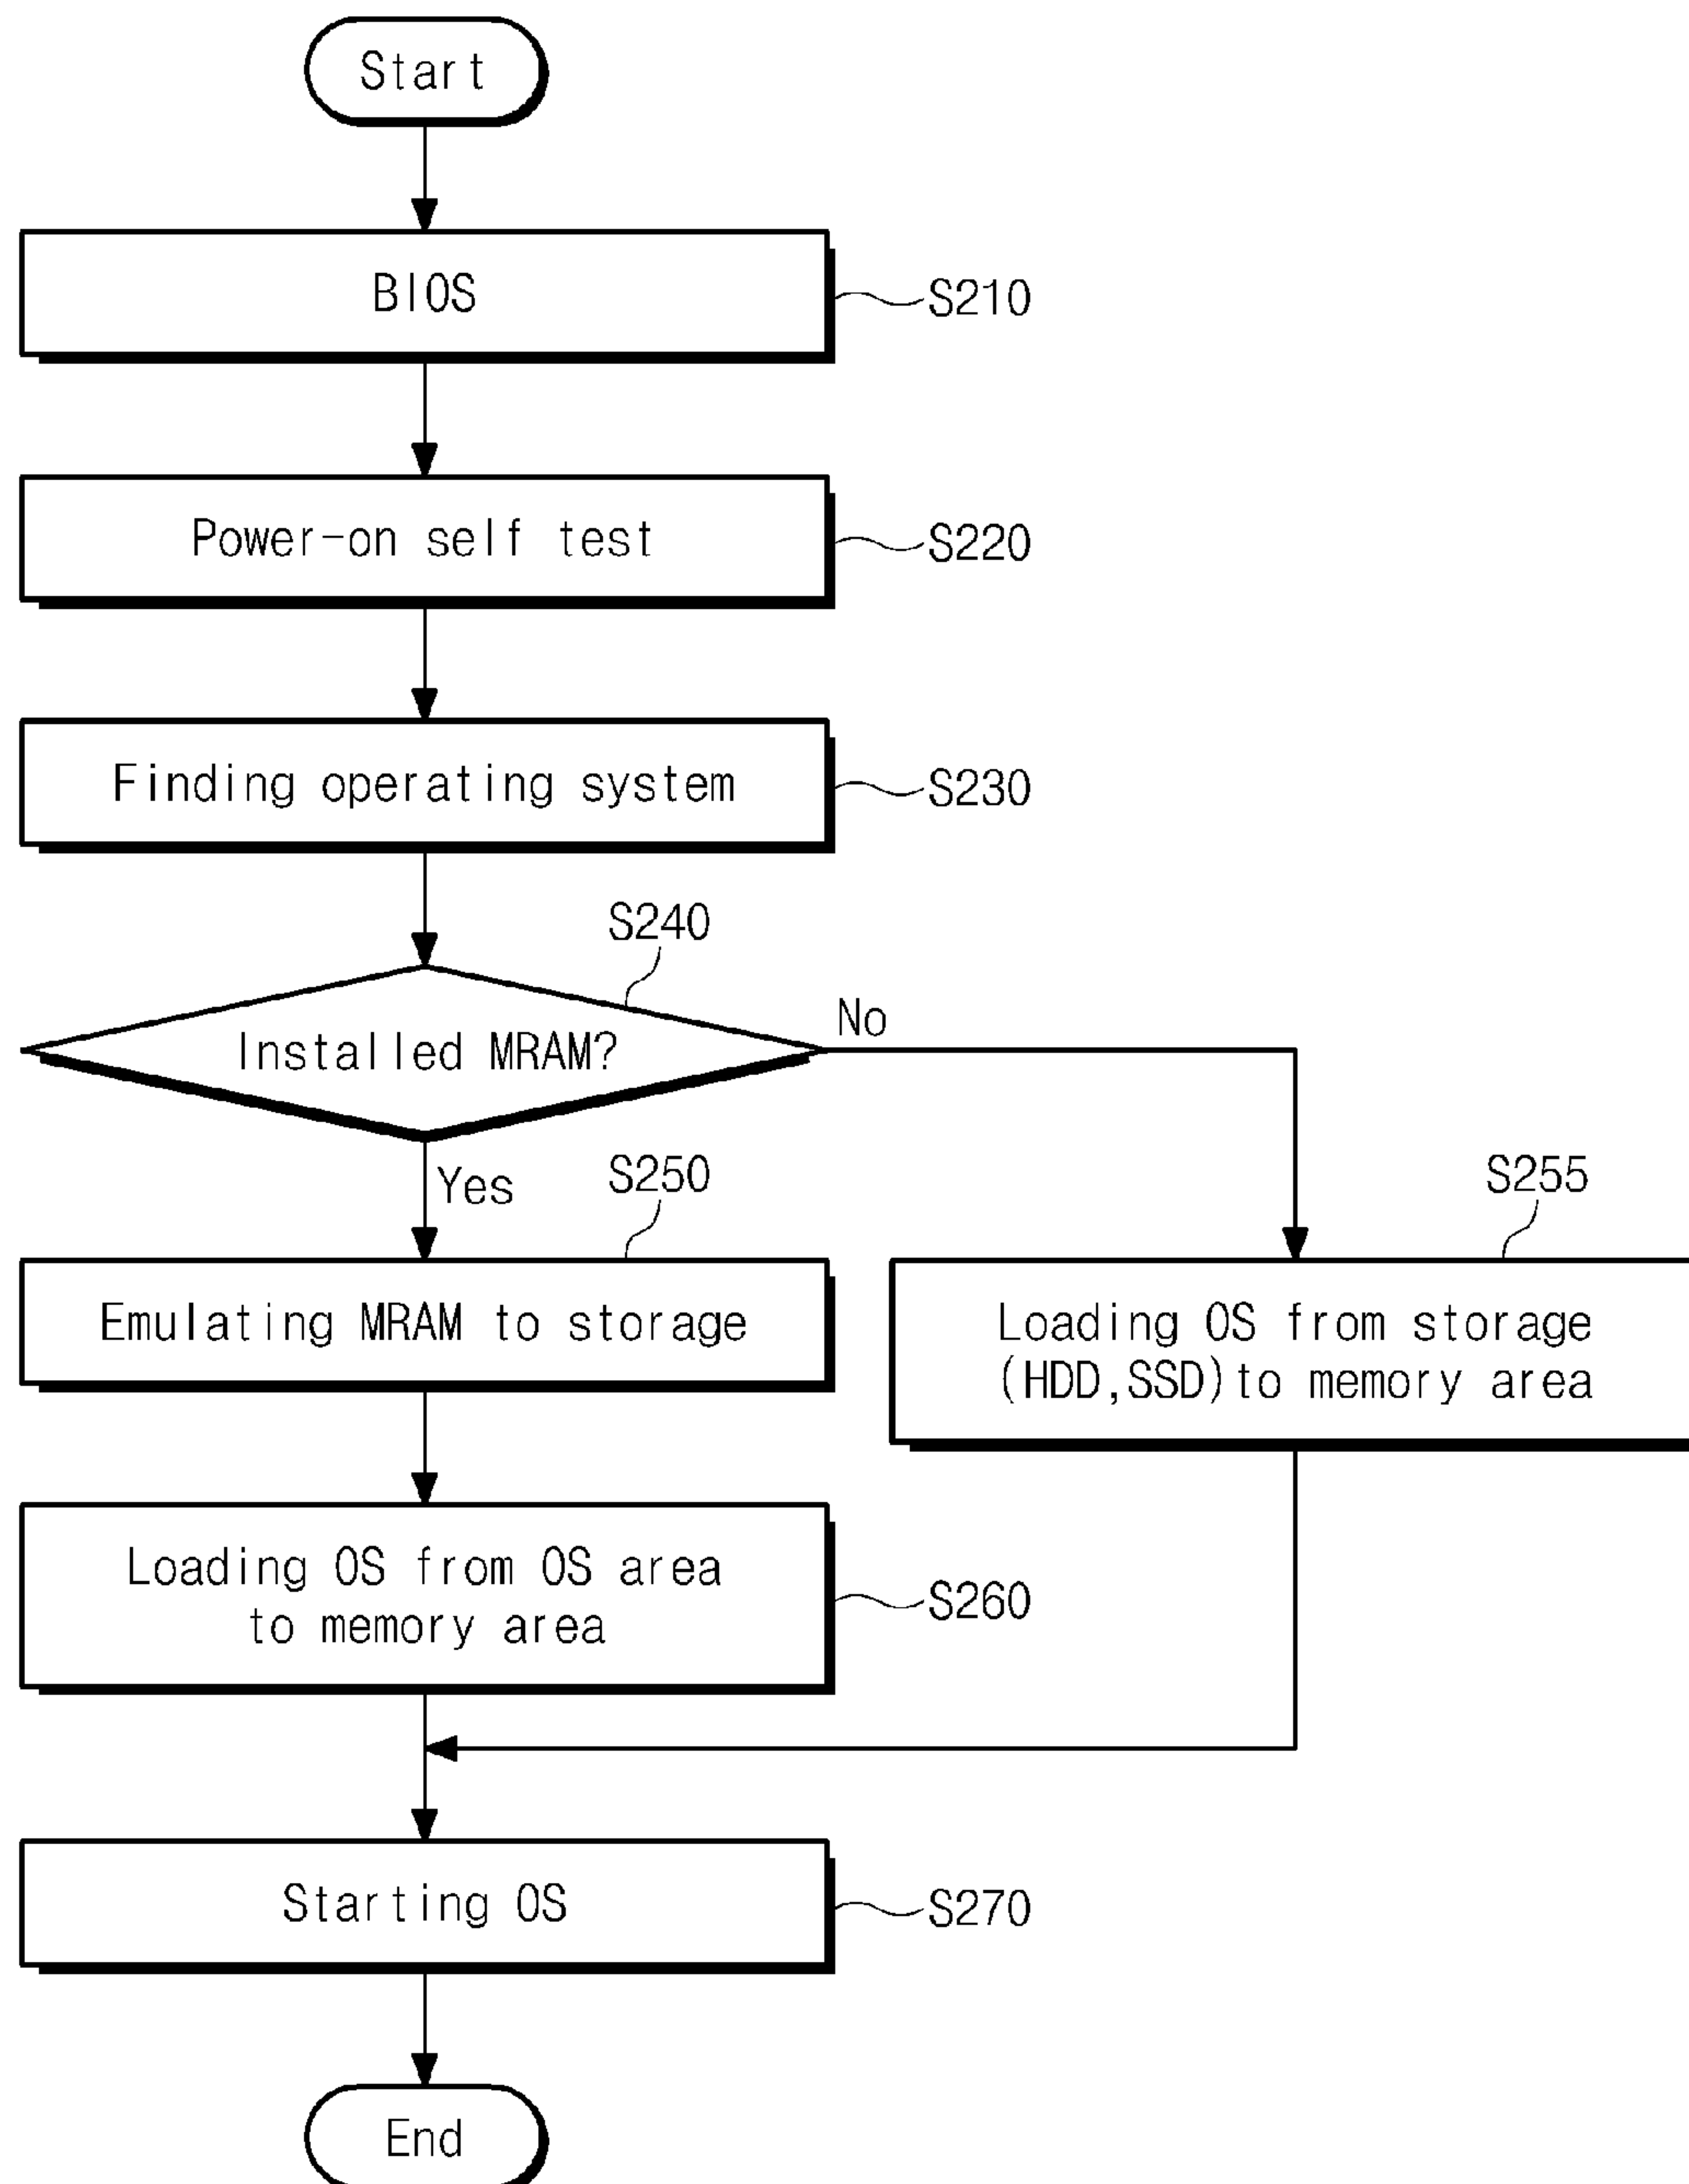 Start
BIOS
S210
Power-on self test
S220
Finding operating system
S230
S240
Installed MRAM?
No
Yes
S250
S255
Emulating MRAM to storage
Loading OS from storage
(HDD,SSD)to memory area
Loading OS from OS area
to memory area
S260
Starting OS
S270
End